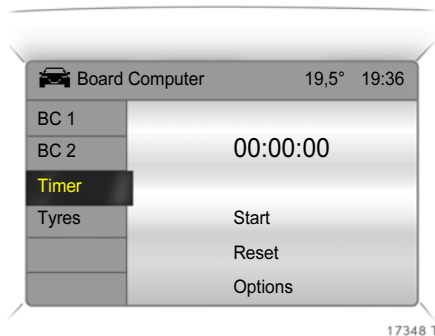 Board Computer 19,5° 19:36
BC 1
BC 2
00:00:00
Timer
Tyres
Start
Reset
Options
17348 T